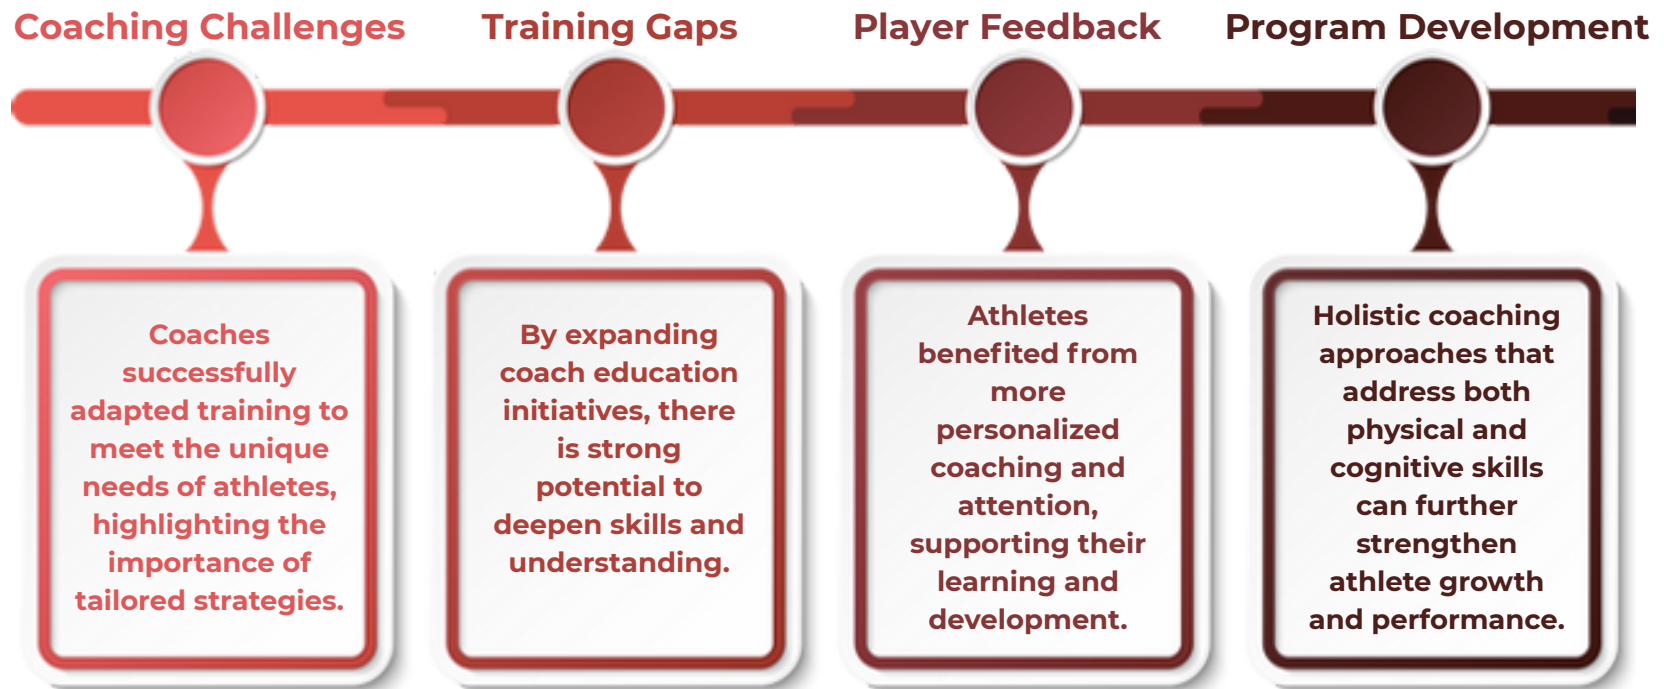 Coaching Challenges
Training Gaps
Player Feedback
Program Development
Coaches
successfully
adapted training to
meet the unique
needs of athletes,
highlighting the
importance of
tailored strategies.
By expanding
coach education
initiatives, there
is strong
potential to
deepen skills and
understanding.
Athletes
benefited from
more
personalized
coaching and
attention,
supporting their
learning and
development.
Holistic coaching
approaches that
address both
physical and
cognitive skills
can further
strengthen
athlete growth
and performance.